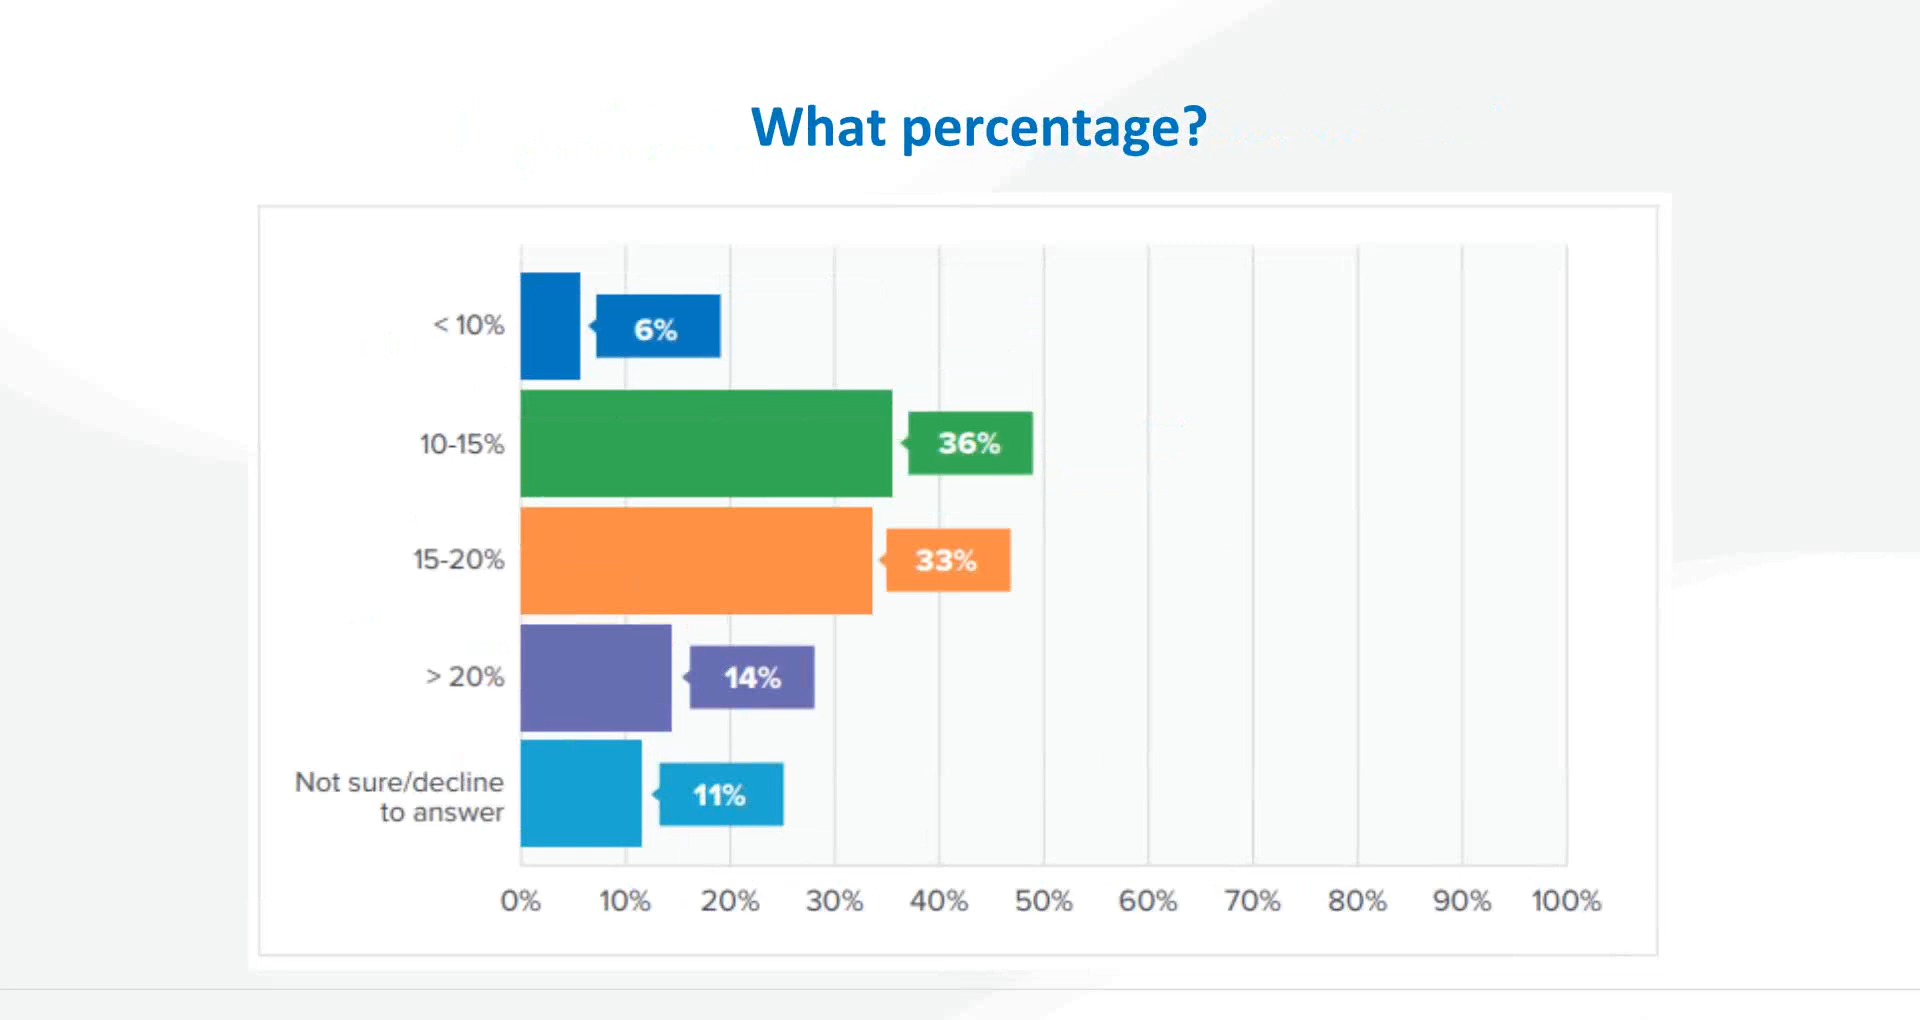 What percentage?
< 10%
6%
10-15%
36%
15-20%
33%
> 20%
14%
Not sure/decline
to answer
11%
0% 10% 20% 30% 40% 50% 60% 70% 80% 90% 100%